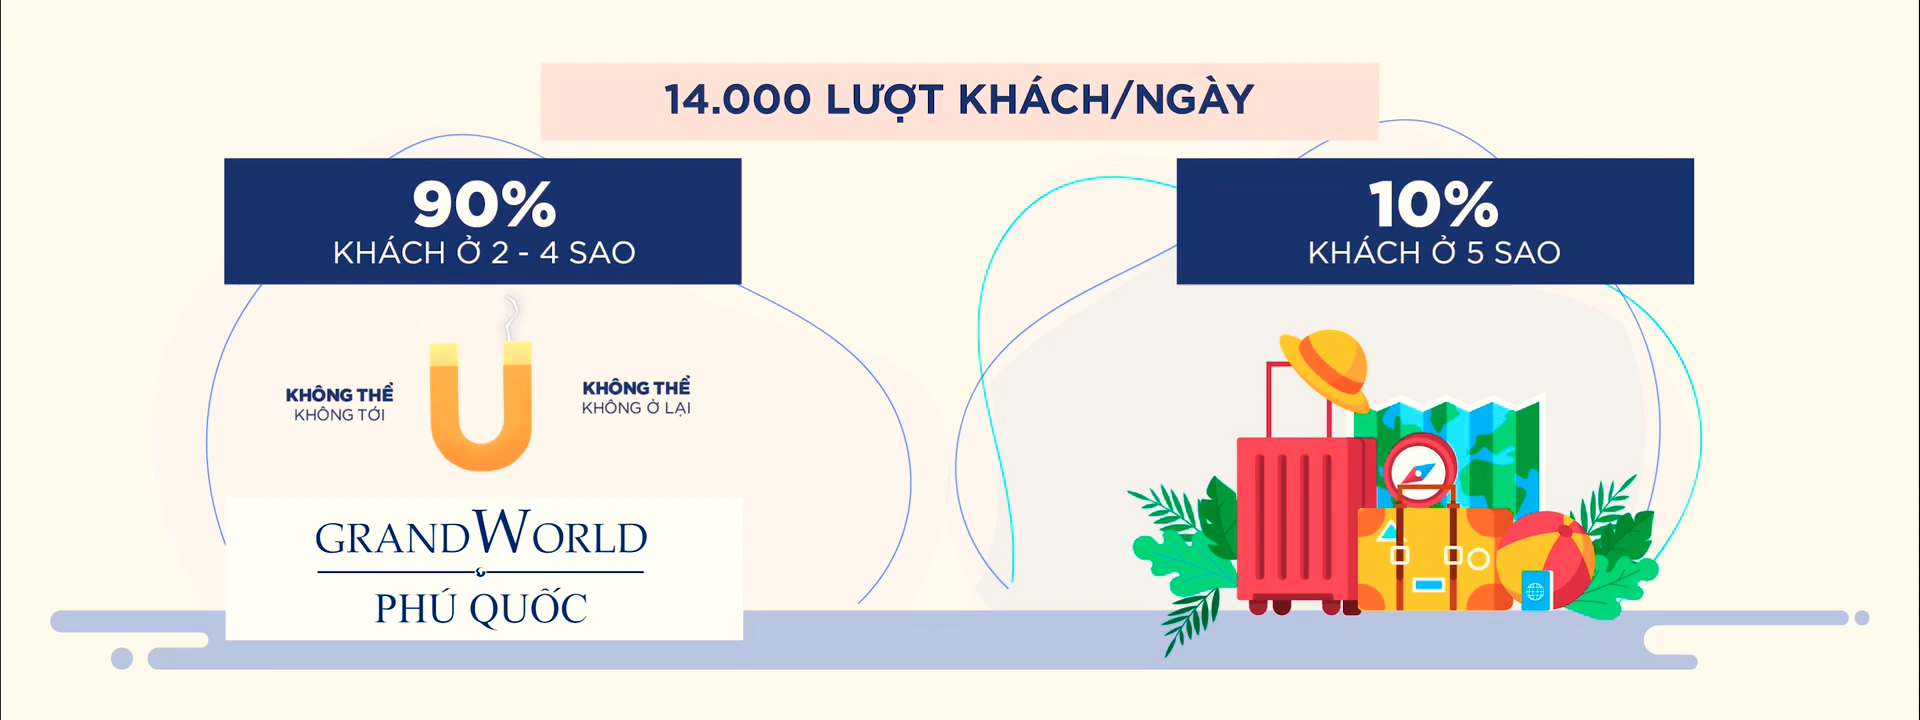 14.000 LƯỢT KHÁCH/NGÀY
90%
KHÁCH Ở 2 - 4 SAO
10%
KHÁCH Ở 5 SAO
KHÔNG THỂ
KHÔNG TỚI
KHÔNG THỂ
KHÔNG Ở LẠI
GRANDWORLD
PHÚ QUỐC